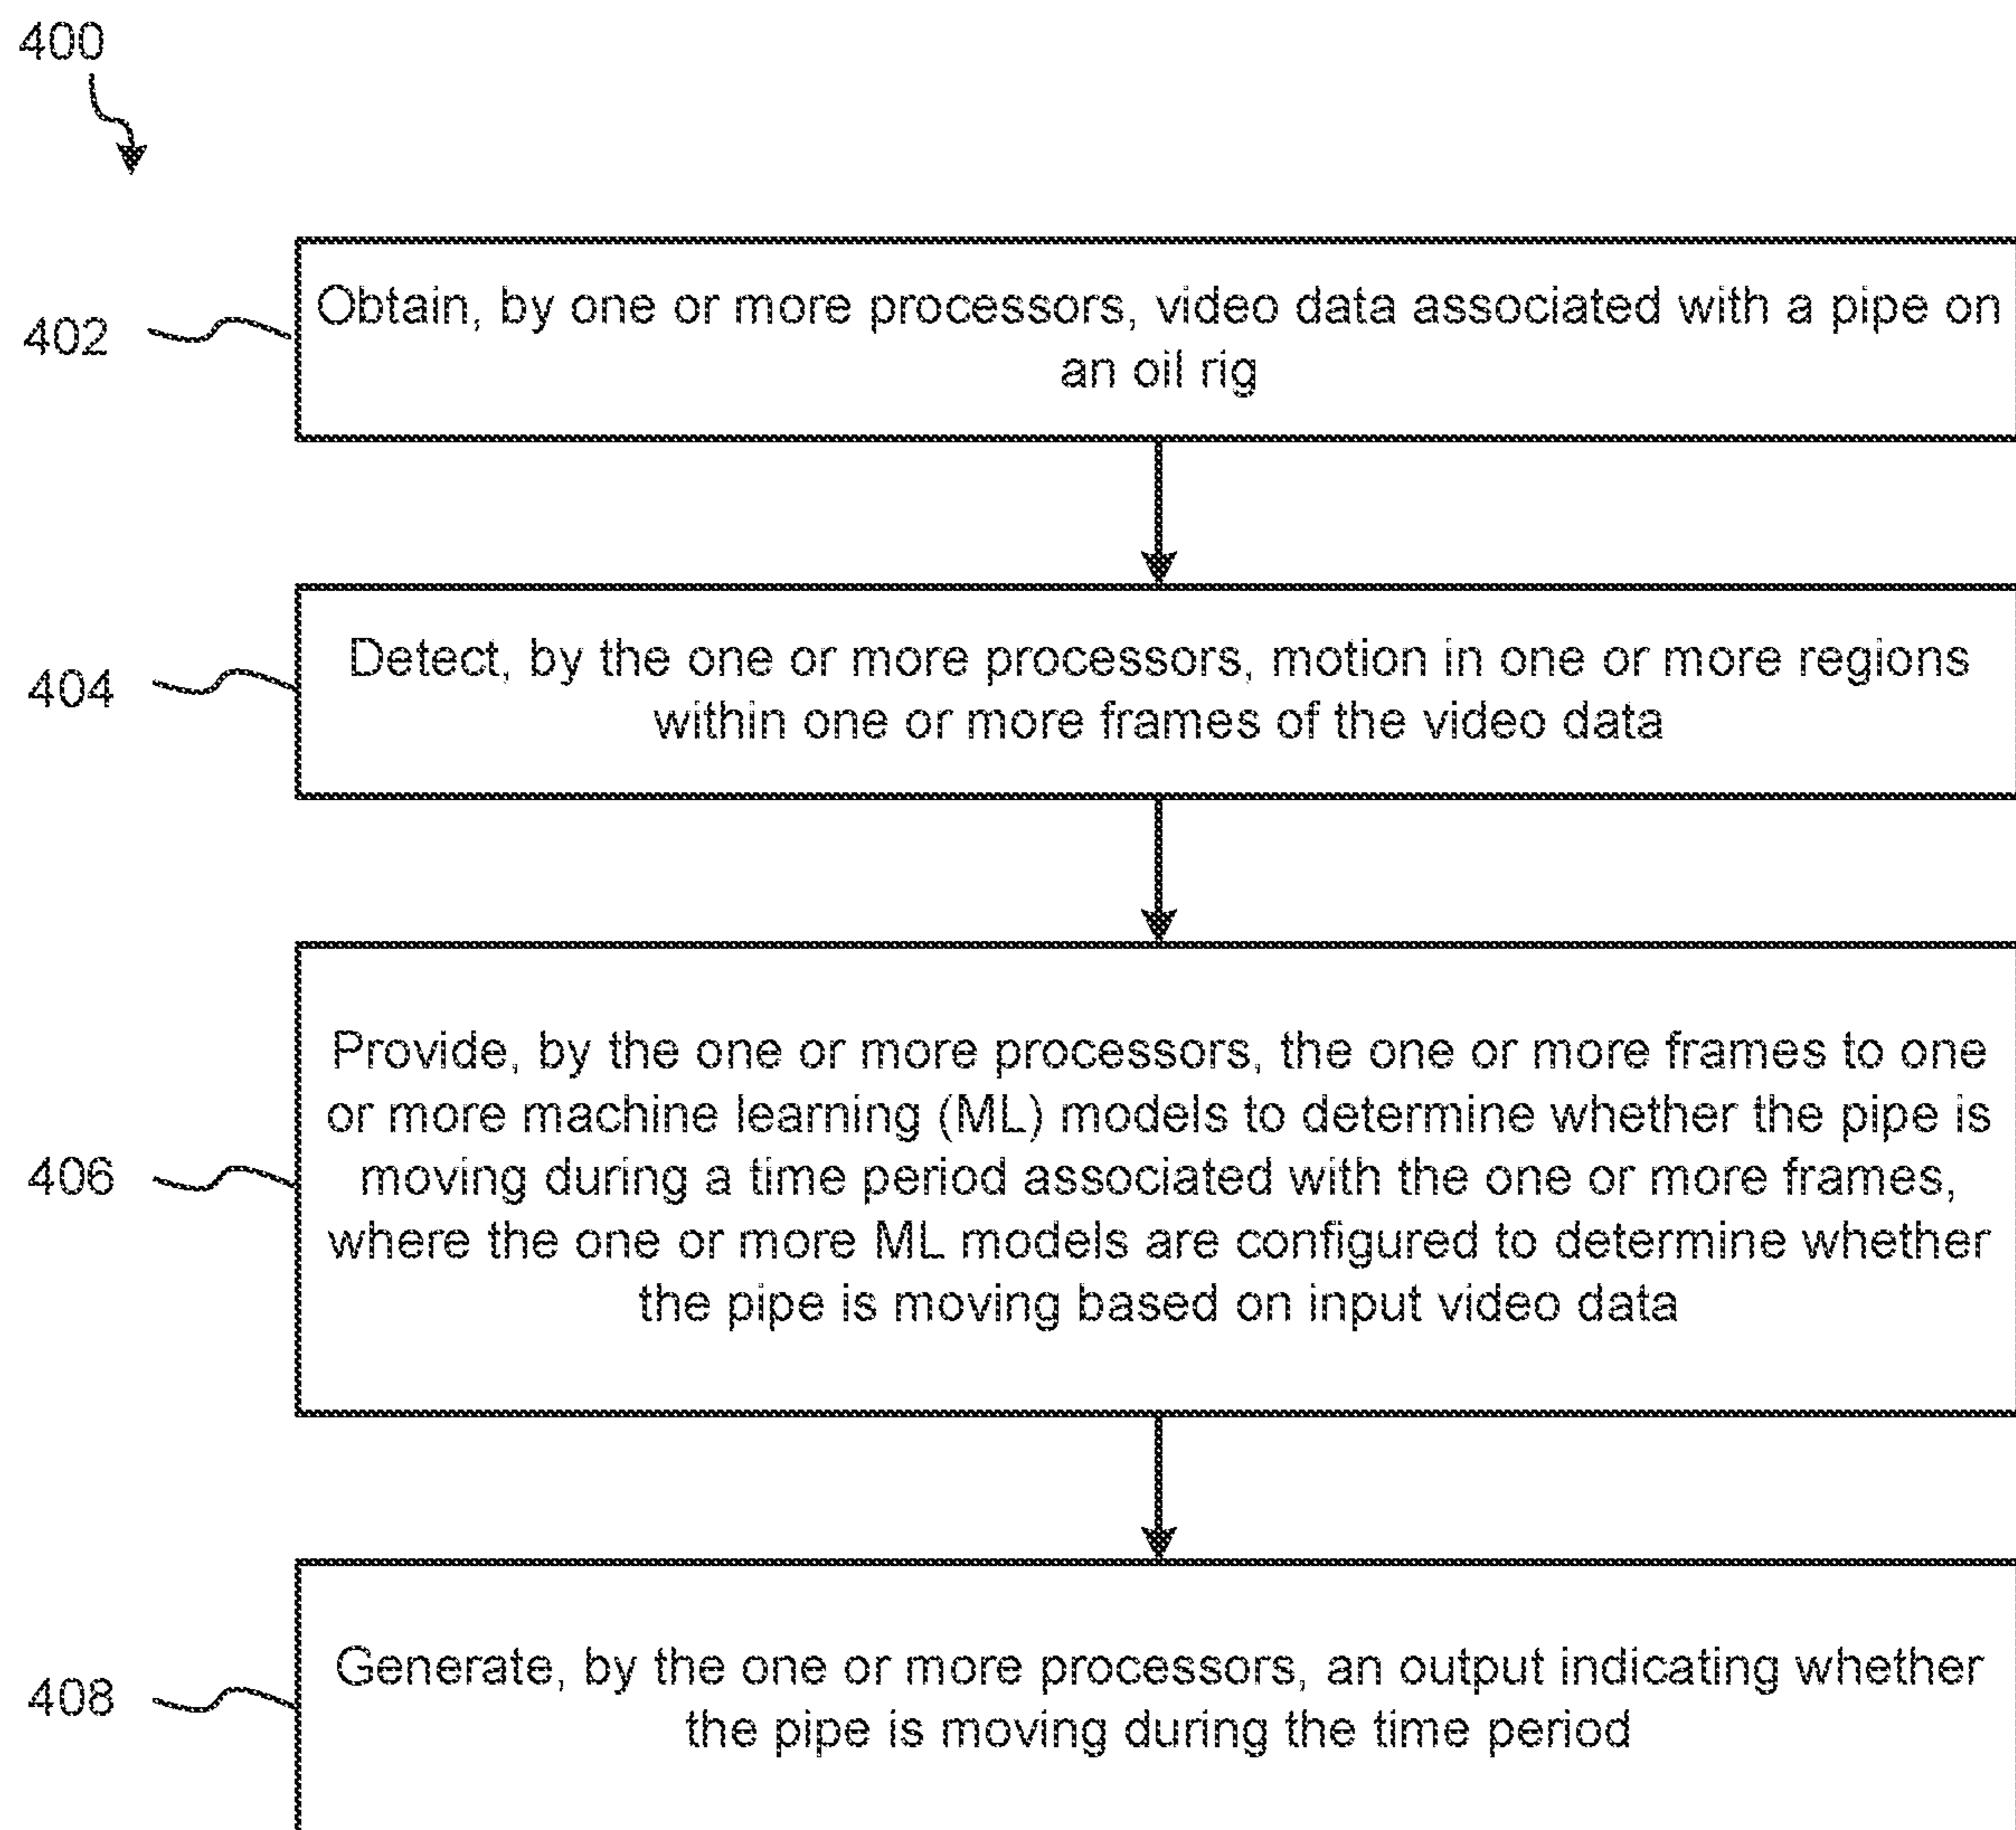 400
402
Obtain, by one or more processors, video data associated with a pipe on
an oil rig
404
Detect, by the one or more processors, motion in one or more regions
within one or more frames of the video data
406
Provide, by the one or more processors, the one or more frames to one
or more machine learning (ML) models to determine whether the pipe is
moving during a time period associated with the one or more frames,
where the one or more ML models are configured to determine whether
the pipe is moving based on input video data
408
Generate, by the one or more processors, an output indicating whether
the pipe is moving during the time period